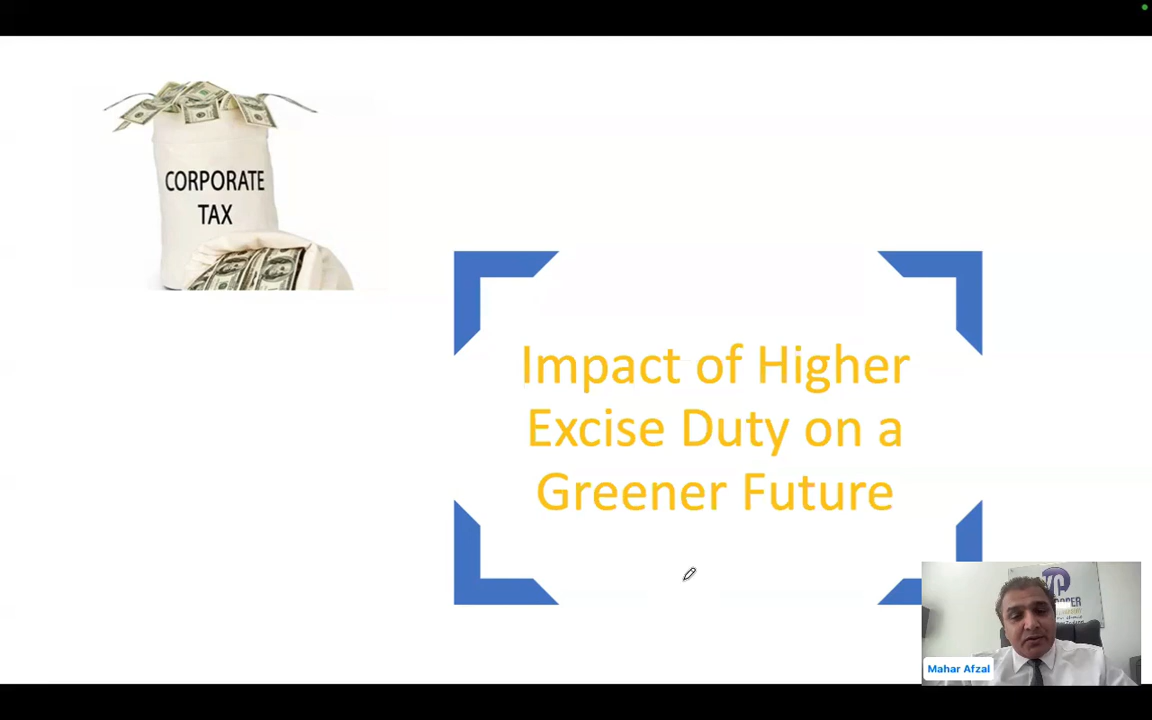 CORPORATE
TAX
Impact of Higher
Excise Duty on a
Greener Future
Mahar Afzal